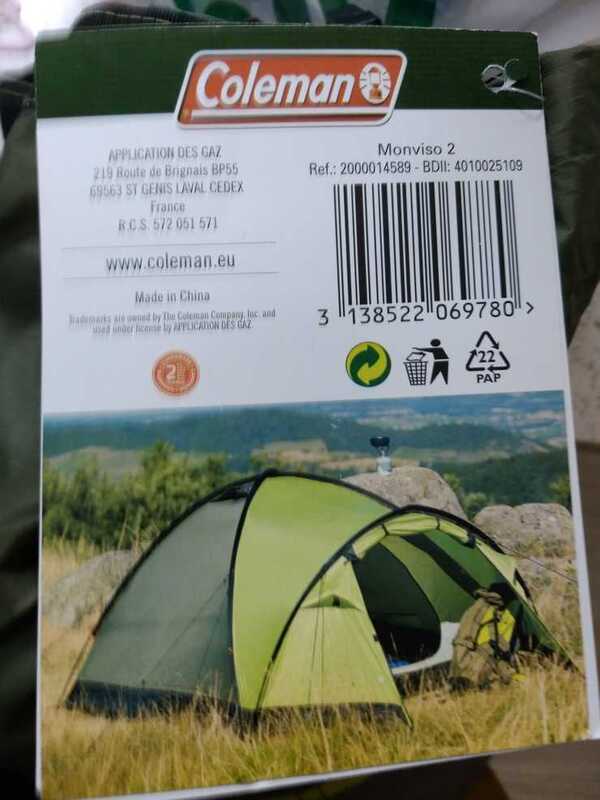 Coleman
APPLICATION DES GAZ
219 Route de Brignais BP55
69563 ST GENIS LAVAL CEDEX
France
R.C.S. 572 051 571
www.coleman.eu
Made in China
Trademarks are owned by The Coleman Company, Inc. and
used under license by APPLICATION DES GAZ
2
Monviso 2
Ref.: 2000014589 - BDII: 4010025109
3 138522 069780 >
22
PAP